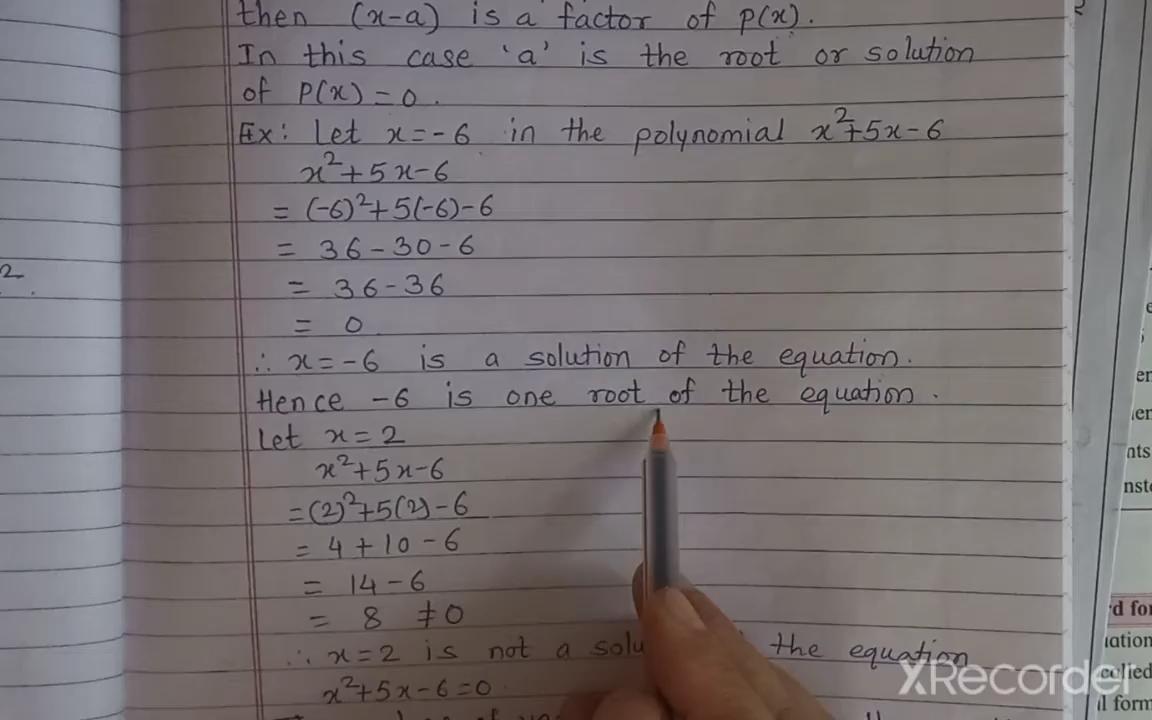 then (x-a) is a factor of p(x).
In this case 'a' is the root or solution
of P(x) = 0.
Ex: Let x = -6 in the polynomial x²+5x-6
x²+5x-6
= (-6)²+5(-6)-6
= 36-30-6
= 36-36
= 0
∴ x = -6 is a solution of the equation.
Hence -6 is one root of the equation.
Let x = 2
x²+5x-6
= (2)²+5(2)-6
= 4+10-6
= 14-6
= 8 ≠0
∴ x=2 is not a solu the equation
x²+5x-6=0
XRecorder
d for
uation
colied
l form